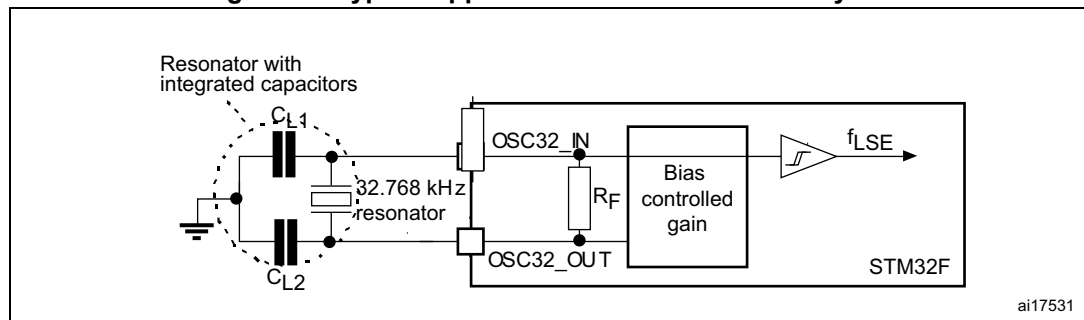 Resonator with
integrated capacitors
CL1
OSC32_IN
fLSE
32.768 kHz
resonator
RF
Bias
controlled
gain
OSC32_OUT
STM32F
CL2
ai17531